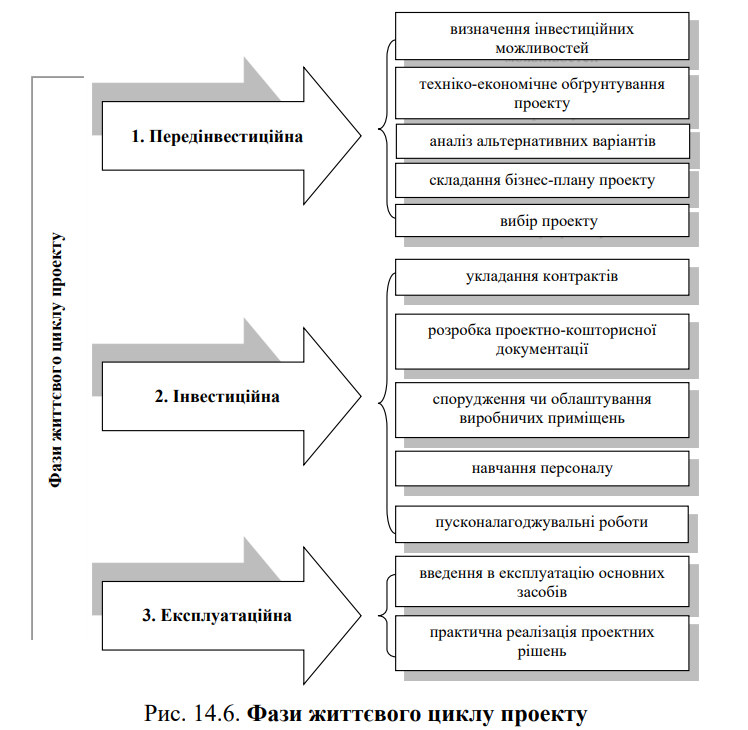 Фази життєвого циклу проекту
1. Передінвестиційна
визначення інвестиційних
можливостей
техніко-економічне обґрунтування
проекту
аналіз альтернативних варіантів
складання бізнес-плану проекту
вибір проекту
2. Інвестиційна
укладання контрактів
розробка проектно-кошторисної
документації
спорудження чи облаштування
виробничих приміщень
навчання персоналу
пусконалагоджувальні роботи
3. Експлуатаційна
введення в експлуатацію основних
засобів
практична реалізація проектних
рішень
Рис. 14.6. Фази життєвого циклу проекту